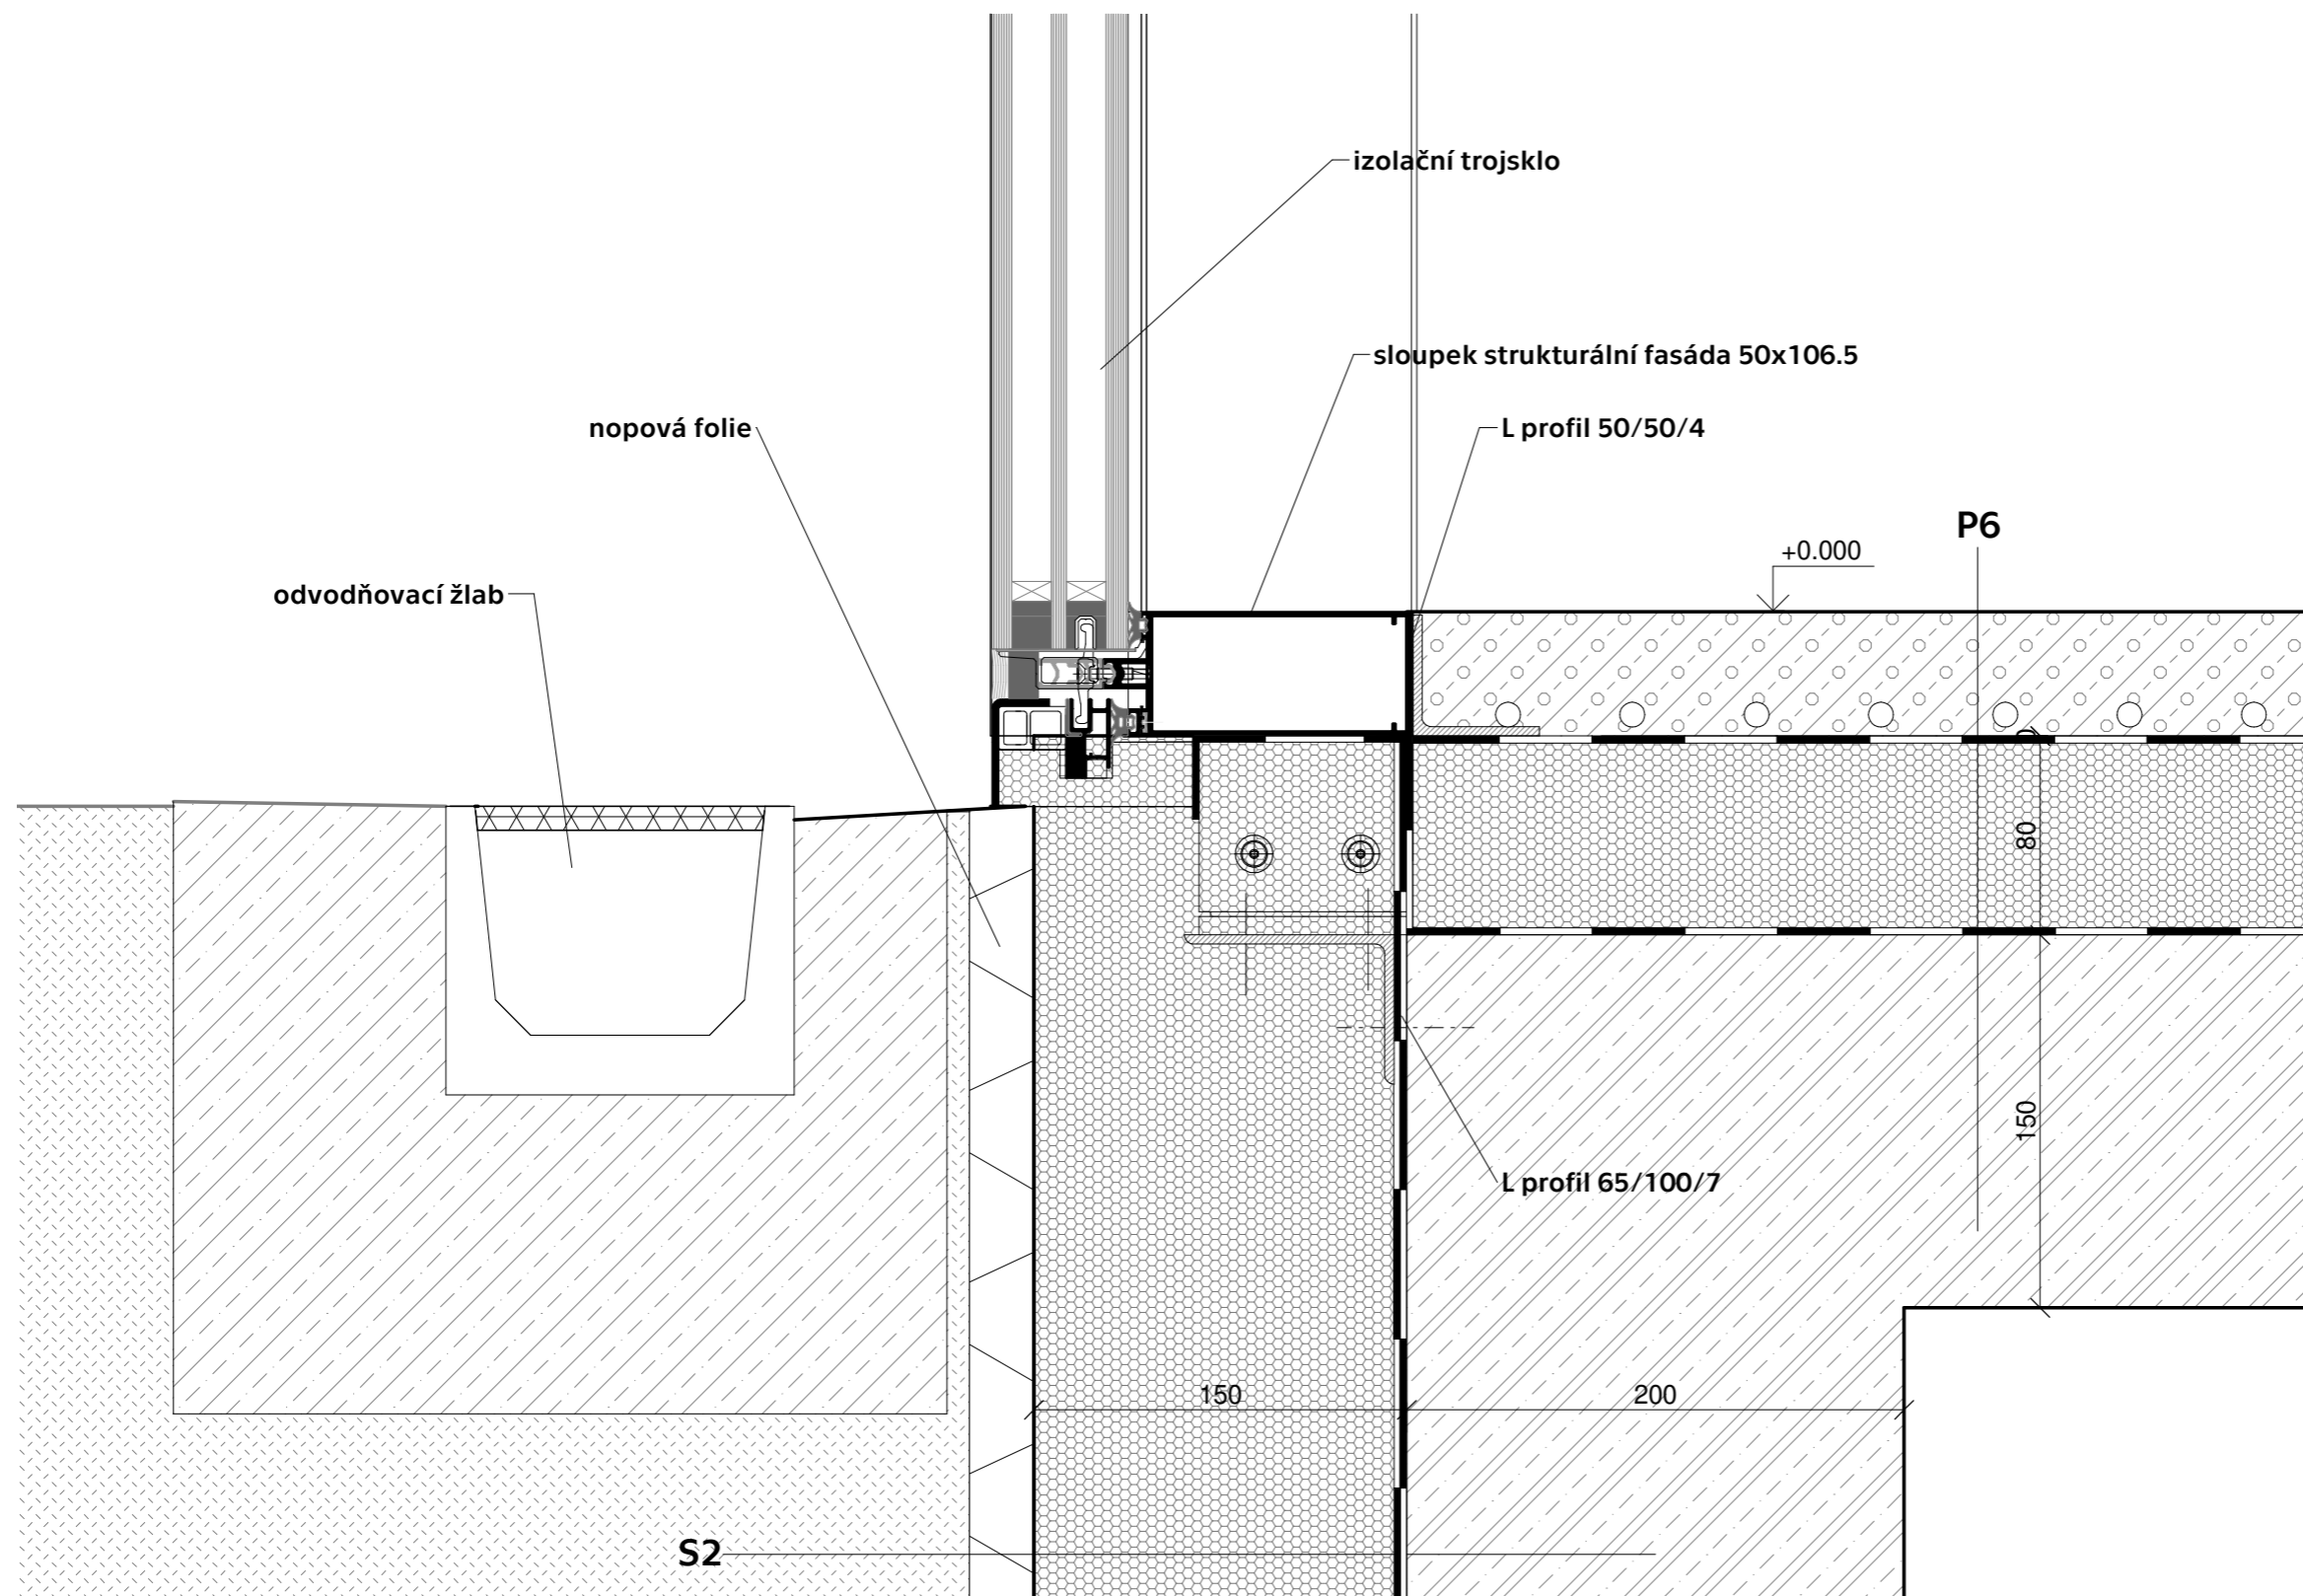 izolační trojsklo
sloupek strukturální fasáda 50x106.5
nopová folie
L profil 50/50/4
P6
+0.000
odvodňovací žlab
0
80
150
L profil 65/100/7
150
200
S2